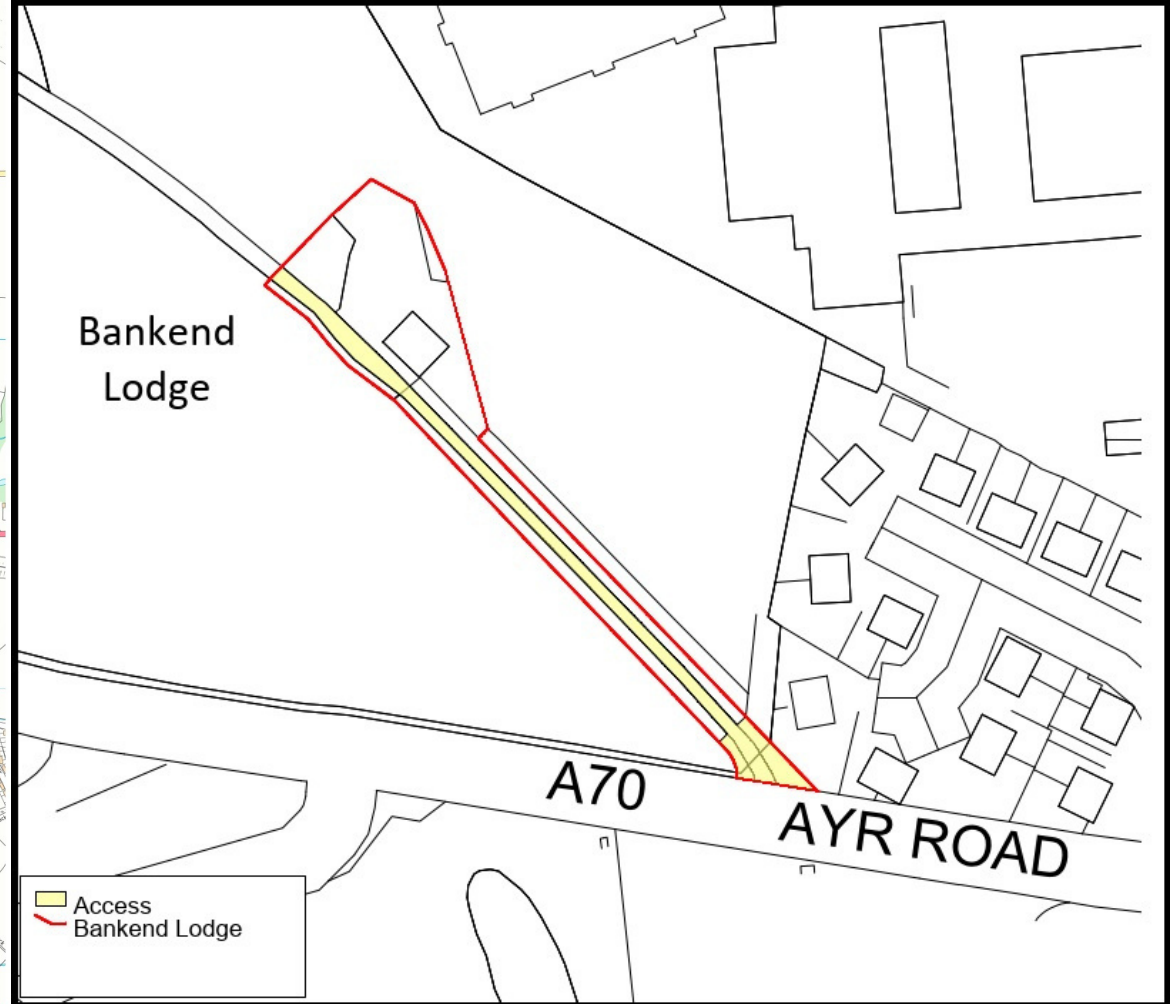 Bankend
Lodge
A70
AYR ROAD
Access
Bankend Lodge